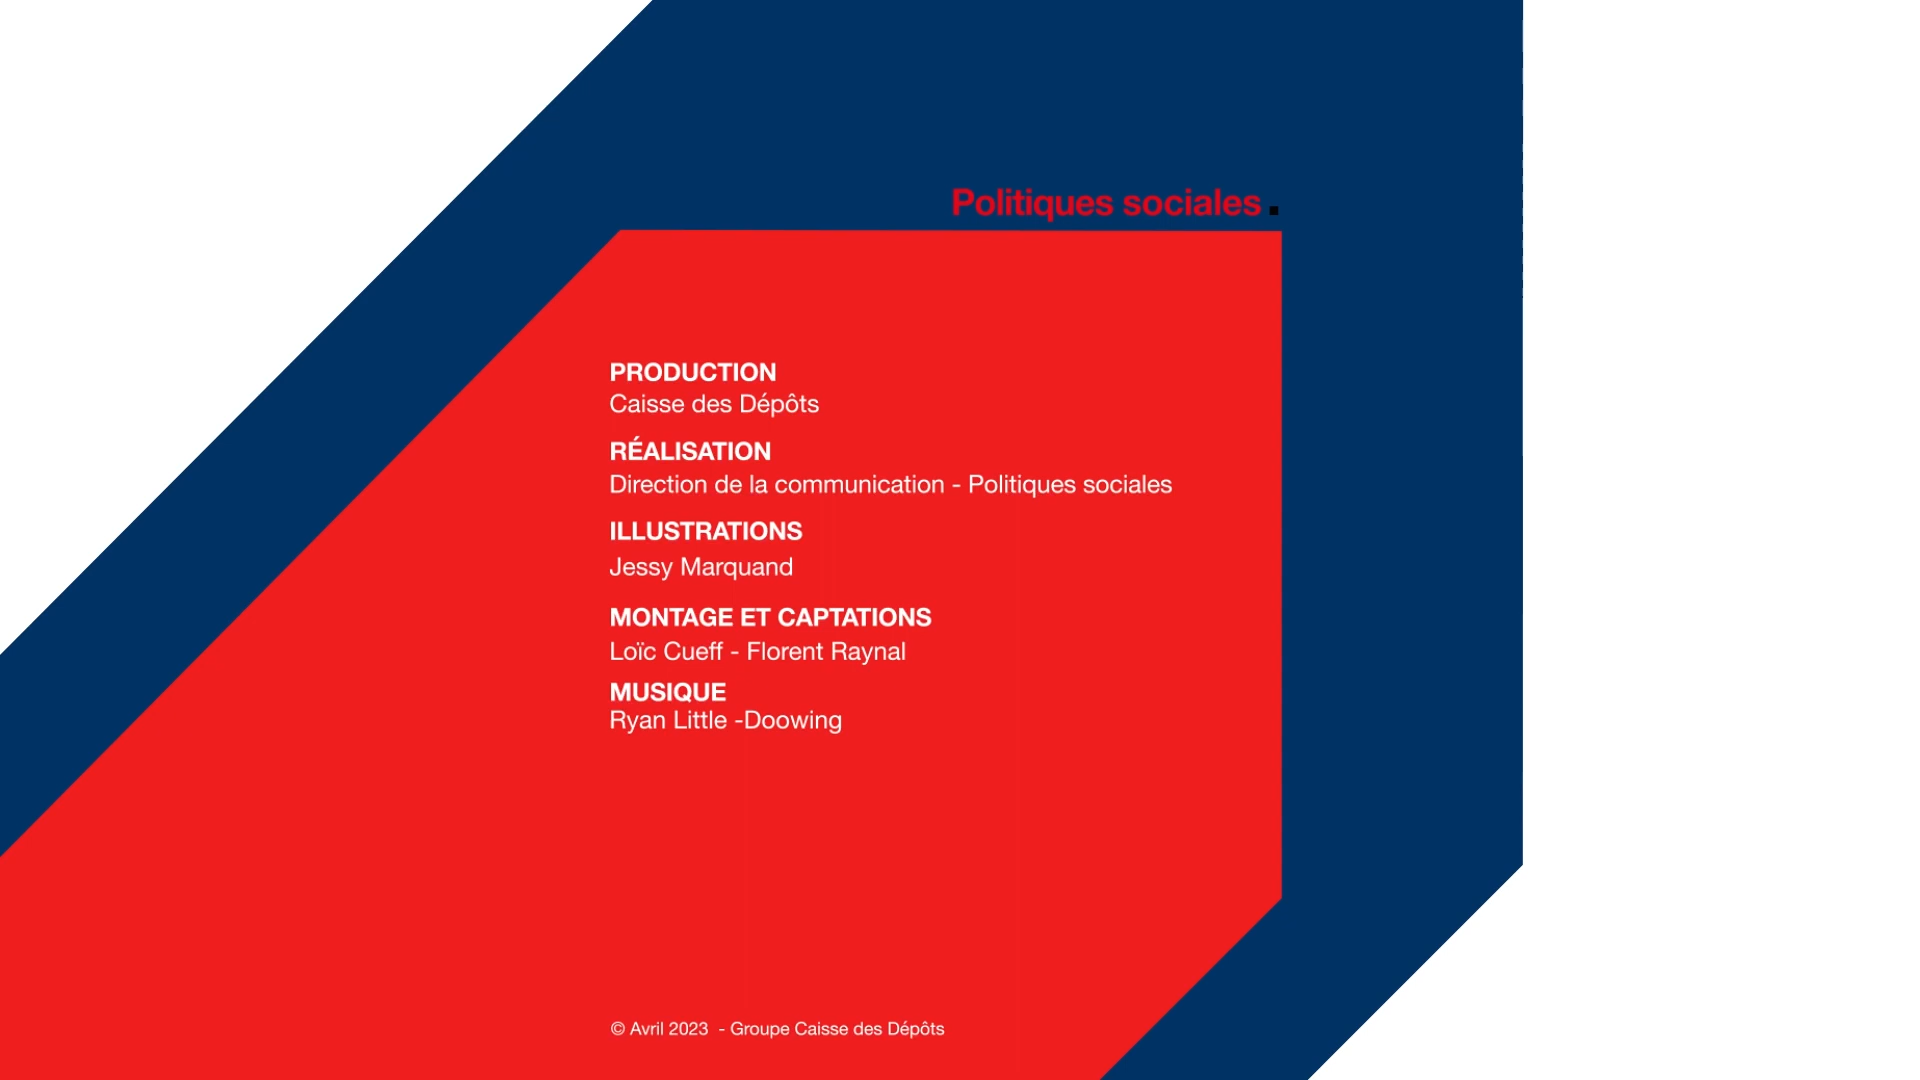 Politiques sociales.
PRODUCTION
Caisse des Dépôts
RÉALISATION
Direction de la communication - Politiques sociales
ILLUSTRATIONS
Jessy Marquand
MONTAGE ET CAPTATIONS
Loïc Cueff - Florent Raynal
MUSIQUE
Ryan Little -Doowing
© Avril 2023  - Groupe Caisse des Dépôts